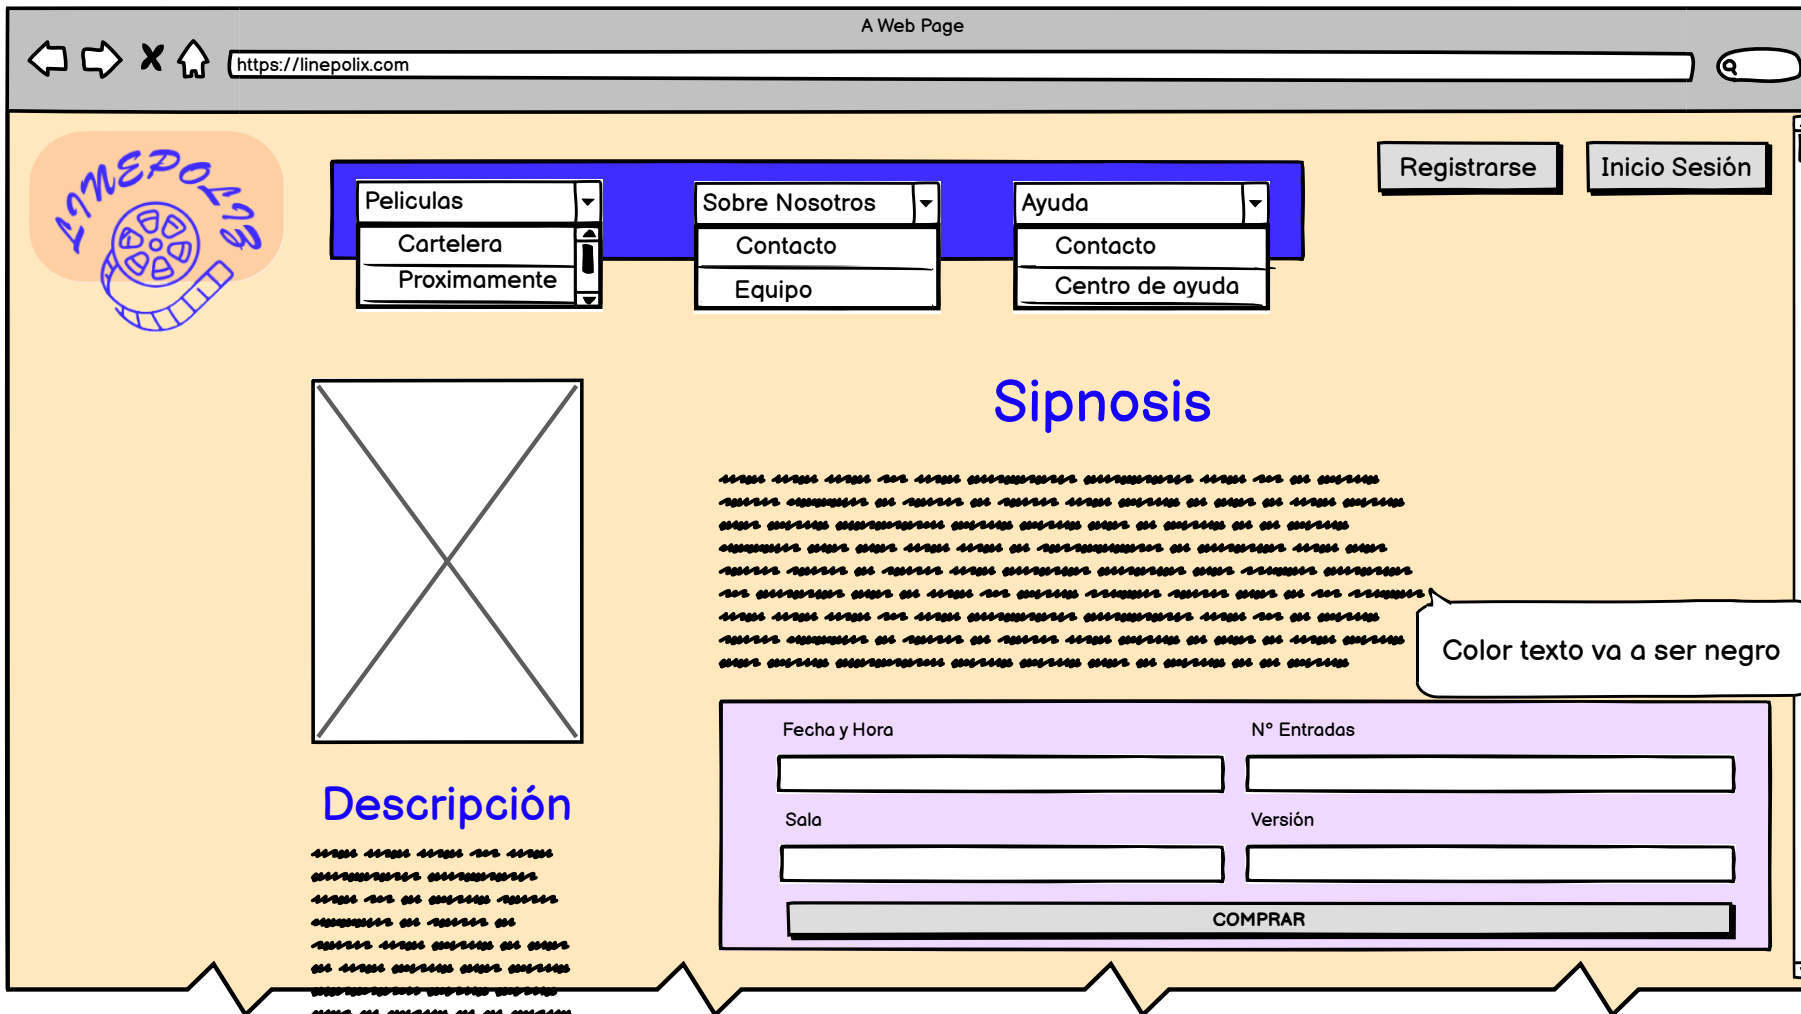 A Web Page
https://linepolix.com
LINEPOLIX
Registrarse
Inicio Sesión
Peliculas
Sobre Nosotros
Ayuda
Cartelera
Contacto
Contacto
Proximamente
Equipo
Centro de ayuda
Sipnosis
Color texto va a ser negro
Fecha y Hora
N° Entradas
Sala
Versión
COMPRAR
Descripción